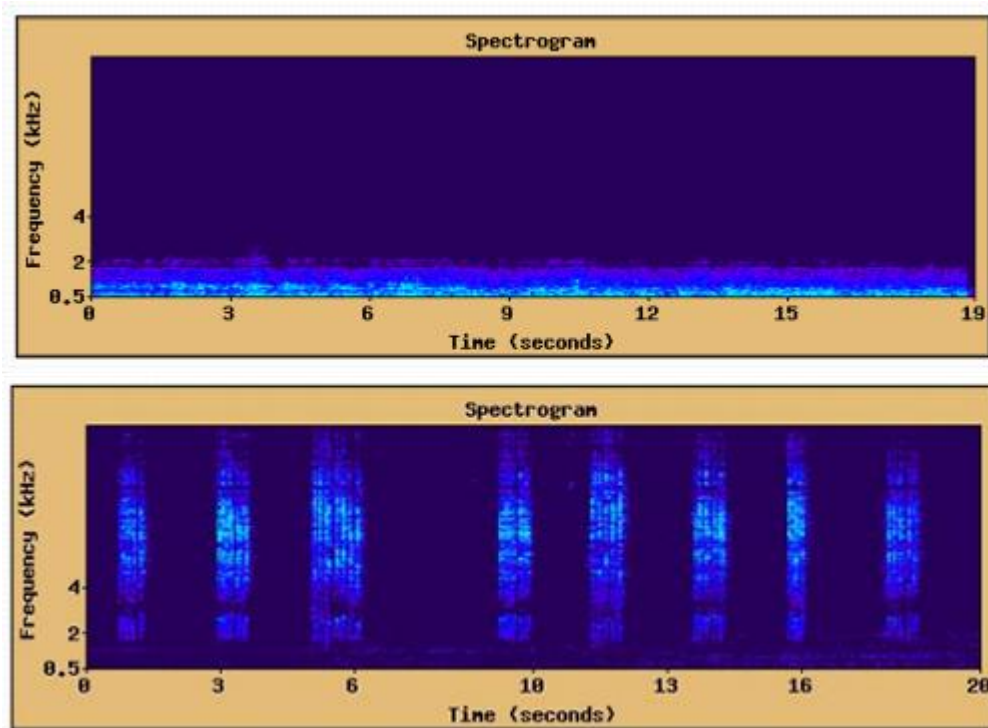 Spectrogram
Frequency (kHz)
4
2
0.5
0 3 6 9 12 15 19
Time (seconds)
Spectrogram
Frequency (kHz)
4
2
0.5
0 3 6 10 13 16 20
Time (seconds)